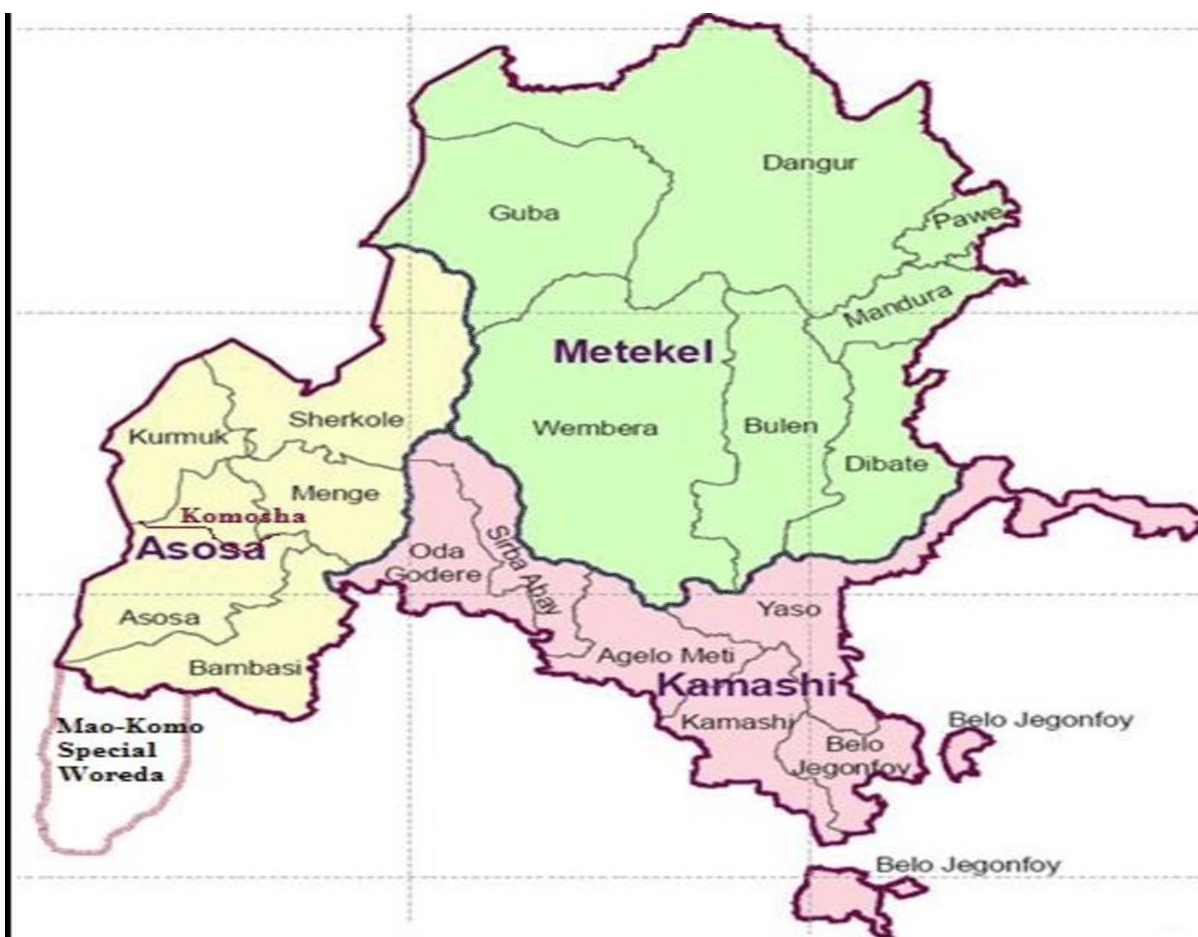 Dangur
Guba
Pawe
Mandura
Metekel
Sherkole
Wembera
Bulen
Kurmuk
Dibate
Menge
Komosha
Asosa
Oda
Godere
Sirba Abay
Asosa
Yaso
Bambasi
Agelo Meti
Kamashi
Kamashi
Belo Jegonfoy
Mao-Komo
Special
Woreda
Belo
Jegonfoy
Belo Jegonfoy